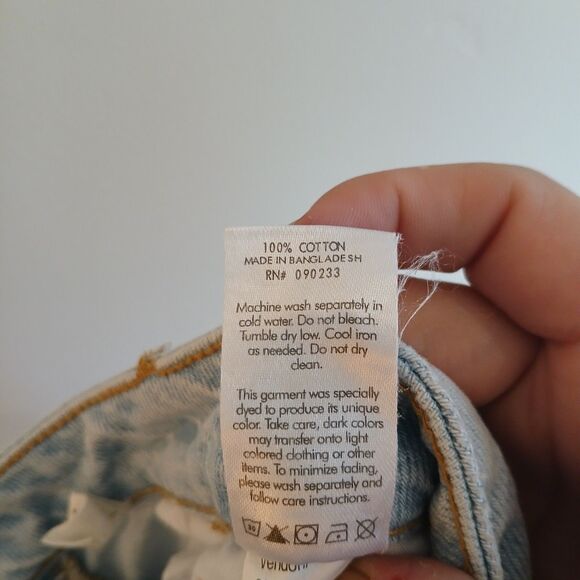 100% COTTON
MADE IN BANGLADESH
RN# 090233
Machine wash separately in
cold water. Do not bleach.
Tumble dry low. Cool iron
as needed. Do not dry
clean.
This garment was specially
dyed to produce its unique
color. Take care, dark colors
may transfer onto light
colored clothing or other
items. To minimize fading,
please wash separately and
follow care instructions.
30